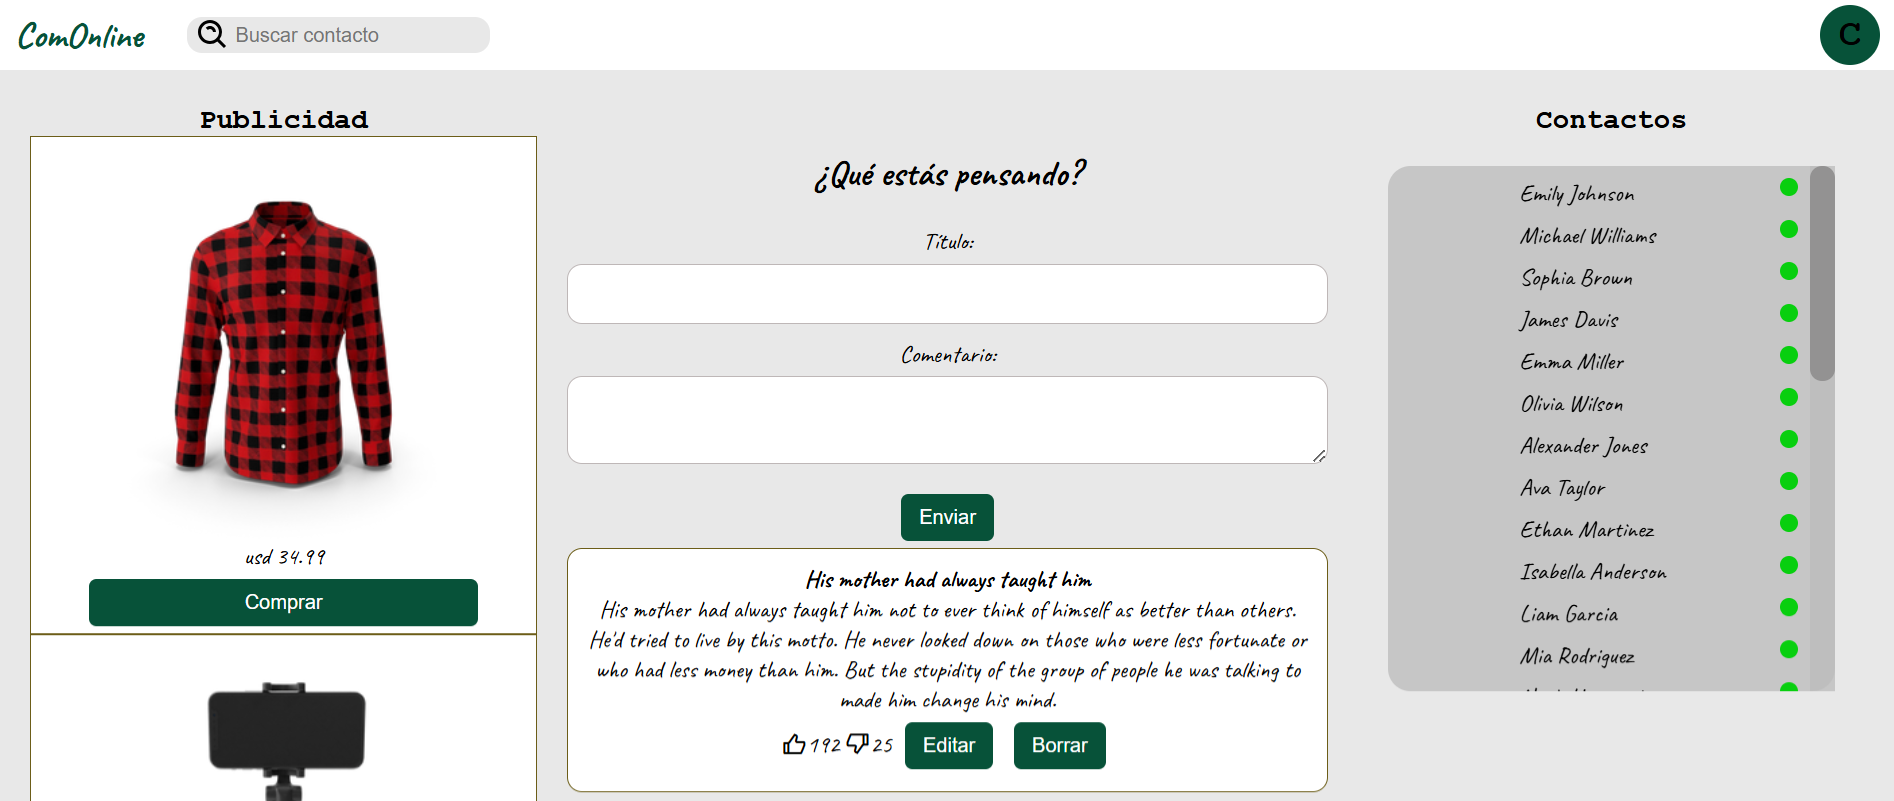 ComOnline
Buscar contacto
C
Publicidad
usd 34.99
Comprar
¿Qué estás pensando?
Título:
Comentario:
Enviar
His mother had always taught him
His mother had always taught him not to ever think of himself as better than others.
He'd tried to live by this motto. He never looked down on those who were less fortunate or
who had less money than him. But the stupidity of the group of people he was talking to
made him change his mind.
192 25 Editar Borrar
Contactos
Emily Johnson
Michael Williams
Sophia Brown
James Davis
Emma Miller
Olivia Wilson
Alexander Jones
Ava Taylor
Ethan Martinez
Isabella Anderson
Liam Garcia
Mia Rodriguez